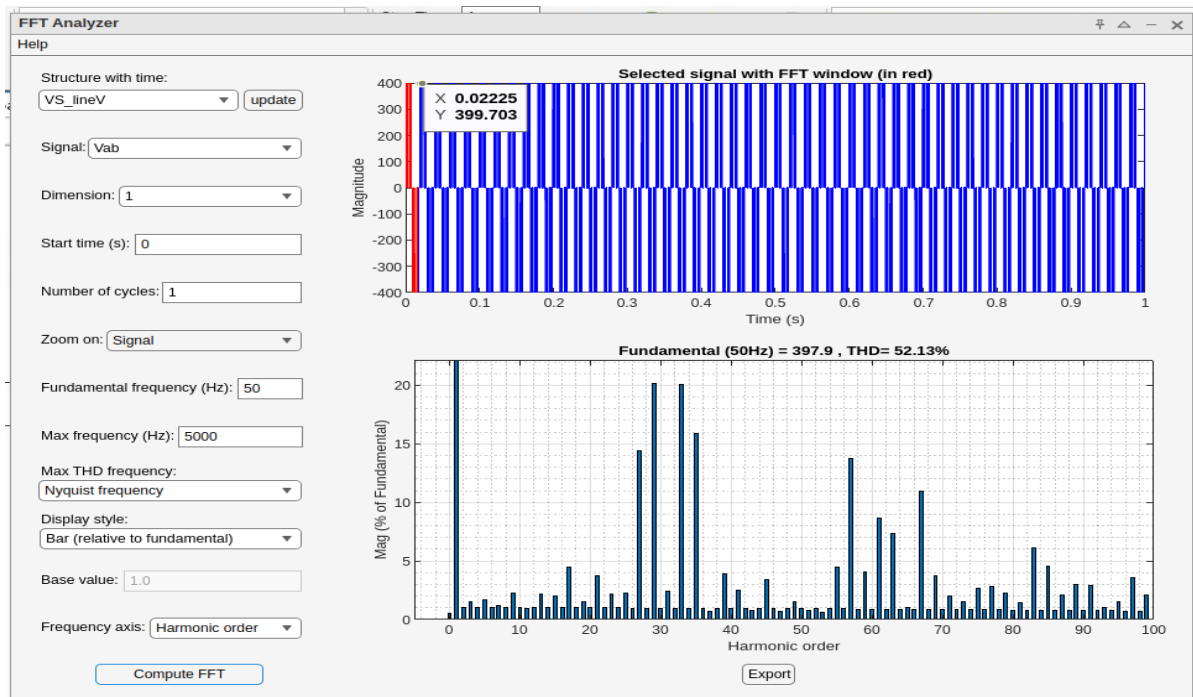 FFT Analyzer
Help
Structure with time:
VS_lineV
update
Signal: Vab
Dimension: 1
Start time (s): 0
Number of cycles: 1
Zoom on: Signal
Fundamental frequency (Hz): 50
Max frequency (Hz): 5000
Max THD frequency:
Nyquist frequency
Display style:
Bar (relative to fundamental)
Base value: 1.0
Frequency axis: Harmonic order
Compute FFT
Selected signal with FFT window (in red)
X 0.02225
Y 399.703
Magnitude
400
300
200
100
0
-100
-200
-300
-400
0 0.1 0.2 0.3 0.4 0.5 0.6 0.7 0.8 0.9 1
Time (s)
Fundamental (50Hz) = 397.9 , THD= 52.13%
Mag (% of Fundamental)
20
15
10
5
0
0 10 20 30 40 50 60 70 80 90 100
Harmonic order
Export